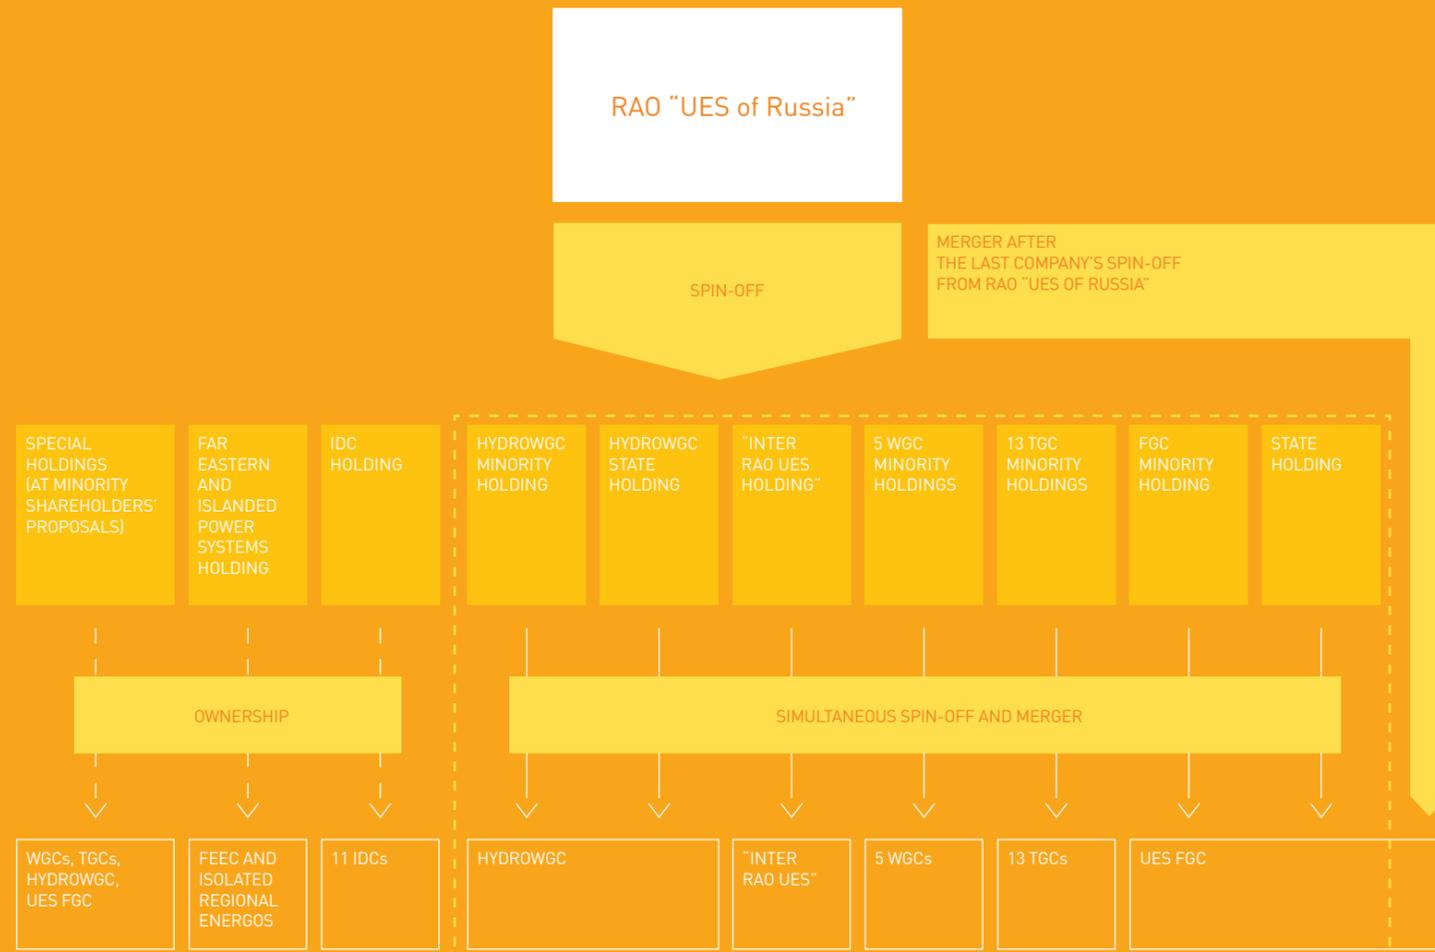 RAO “UES of Russia”
SPIN-OFF
MERGER AFTER
THE LAST COMPANY’S SPIN-OFF
FROM RAO “UES OF RUSSIA”
SPECIAL
HOLDINGS
(AT MINORITY
SHAREHOLDERS’
PROPOSALS)
FAR
EASTERN
AND
ISLANDED
POWER
SYSTEMS
HOLDING
IDC
HOLDING
HYDROWGC
MINORITY
HOLDING
HYDROWGC
STATE
HOLDING
“INTER
RAO UES
HOLDING”
5 WGC
MINORITY
HOLDINGS
13 TGC
MINORITY
HOLDINGS
FGC
MINORITY
HOLDING
STATE
HOLDING
OWNERSHIP
SIMULTANEOUS SPIN-OFF AND MERGER
WGCs, TGCs,
HYDROWGC,
UES FGC
FEEC AND
ISOLATED
REGIONAL
ENERGOS
11 IDCs
HYDROWGC
“INTER
RAO UES”
5 WGCs
13 TGCs
UES FGC